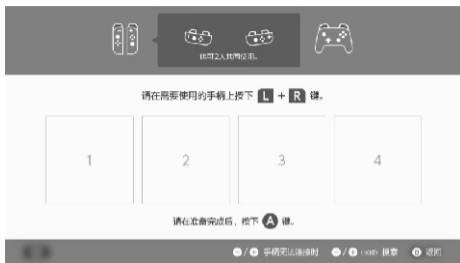 也可2人共同使用。
请在需要使用的手柄上按下 L + R 键。
1 2 3 4
请在准备完成后，按下 A 键。
手柄无法连接时 搜索 B 返回